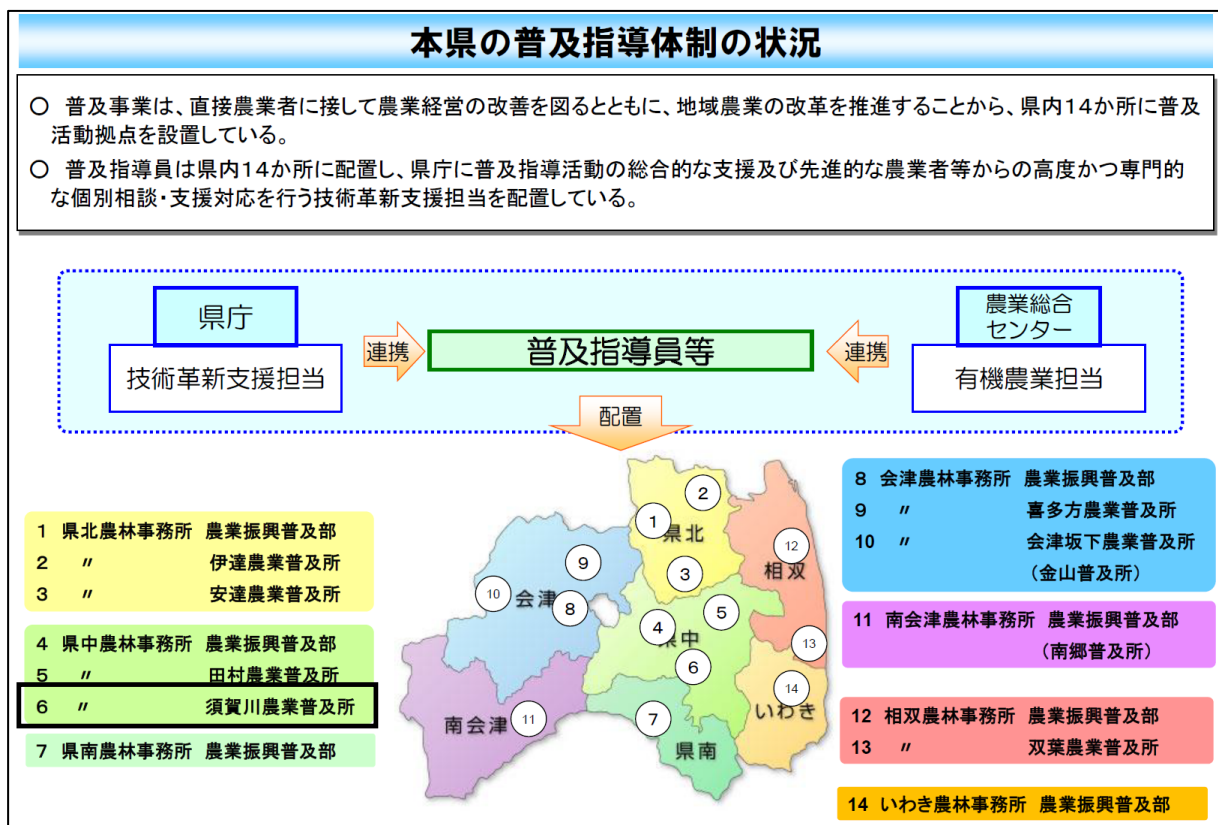 本県の普及指導体制の状況
○　普及事業は、直接農業者に接して農業経営の改善を図るとともに、地域農業の改革を推進することから、県内14か所に普及
活動拠点を設置している。
○　普及指導員は県内14か所に配置し、県庁に普及指導活動の総合的な支援及び先進的な農業者等からの高度かつ専門的
な個別相談・支援対応を行う技術革新支援担当を配置している。
県庁
技術革新支援担当
連携
普及指導員等
連携
農業総合
センター
有機農業担当
配置
1　県北農林事務所　農業振興普及部
2　〃　伊達農業普及所
3　〃　安達農業普及所
4　県中農林事務所　農業振興普及部
5　〃　田村農業普及所
6　〃　須賀川農業普及所
7　県南農林事務所　農業振興普及部
2
1
県北
3
12
相双
9
10
会津
8
5
4
県中
6
13
14
いわき
11
南会津
7
県南
8　会津農林事務所　農業振興普及部
9　〃　喜多方農業普及所
10　〃　会津坂下農業普及所
（金山普及所）
11　南会津農林事務所　農業振興普及部
（南郷普及所）
12　相双農林事務所　農業振興普及部
13　〃　双葉農業普及所
14　いわき農林事務所　農業振興普及部